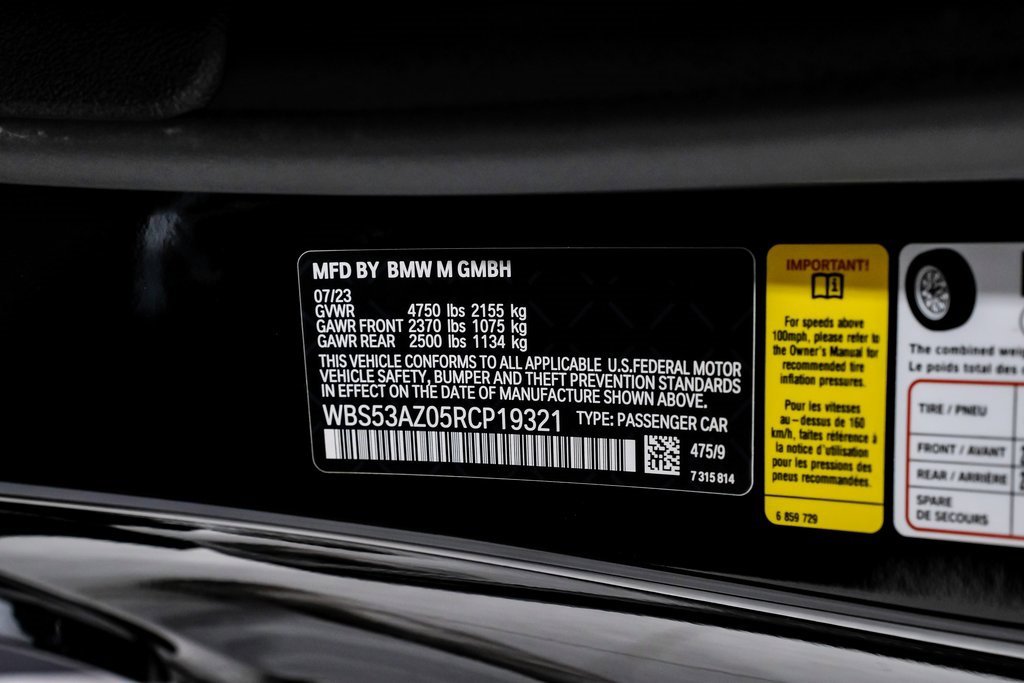 MFD BY BMW M GMBH
07/23
GVWR 4750 lbs 2155 kg
GAWR FRONT 2370 lbs 1075 kg
GAWR REAR 2500 lbs 1134 kg
THIS VEHICLE CONFORMS TO ALL APPLICABLE U.S.FEDERAL MOTOR
VEHICLE SAFETY, BUMPER AND THEFT PREVENTION STANDARDS
IN EFFECT ON THE DATE OF MANUFACTURE SHOWN ABOVE.
WBS53AZ05RCP19321 TYPE: PASSENGER CAR
475/9
7 315 814
IMPORTANT!
For speeds above
100mph, please refer to
the Owner's Manual for
recommended tire
inflation pressures.
Pour les vitesses
au-dessus de 160
km/h, faites référence à
la notice d'utilisation
pour les pressions des
pneus recommandées.
6 859 729
The combined
Le poids total des
TIRE / PNEU
FRONT / AVANT
REAR / ARRIÈRE
SPARE
DE SECOURS